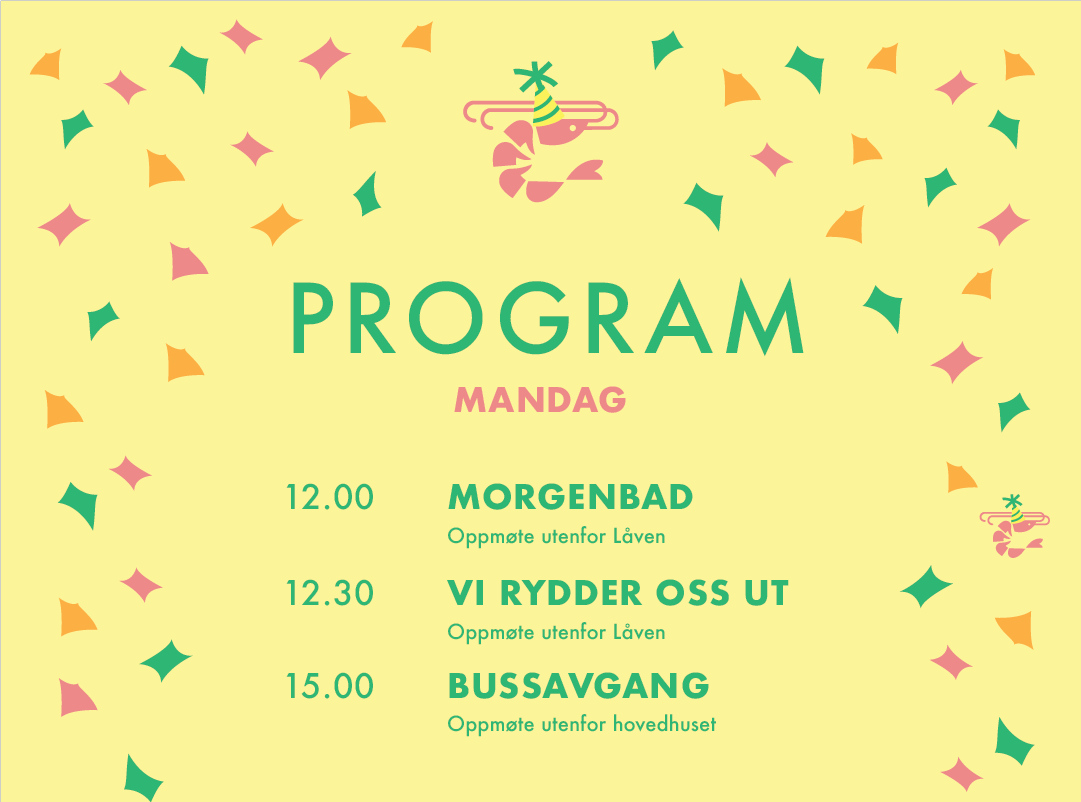 PROGRAM
MANDAG
12.00 MORGENBAD
Oppmøte utenfor Låven
12.30 VI RYDDER OSS UT
Oppmøte utenfor Låven
15.00 BUSSAVGANG
Oppmøte utenfor hovedhuset